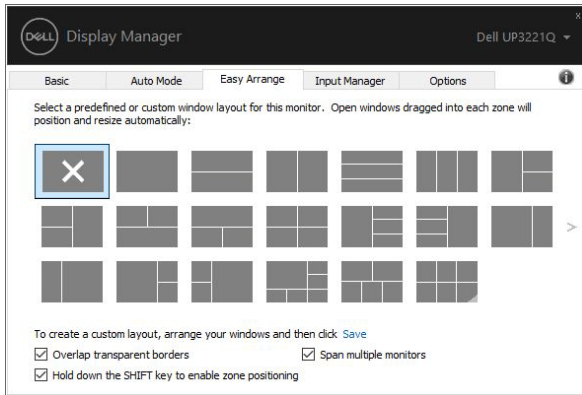 x
DELL Display Manager
Dell UP3221Q
Basic
Auto Mode
Easy Arrange
Input Manager
Options
i
Select a predefined or custom window layout for this monitor. Open windows dragged into each zone will
position and resize automatically:
>
To create a custom layout, arrange your windows and then click Save
Overlap transparent borders
Span multiple monitors
Hold down the SHIFT key to enable zone positioning